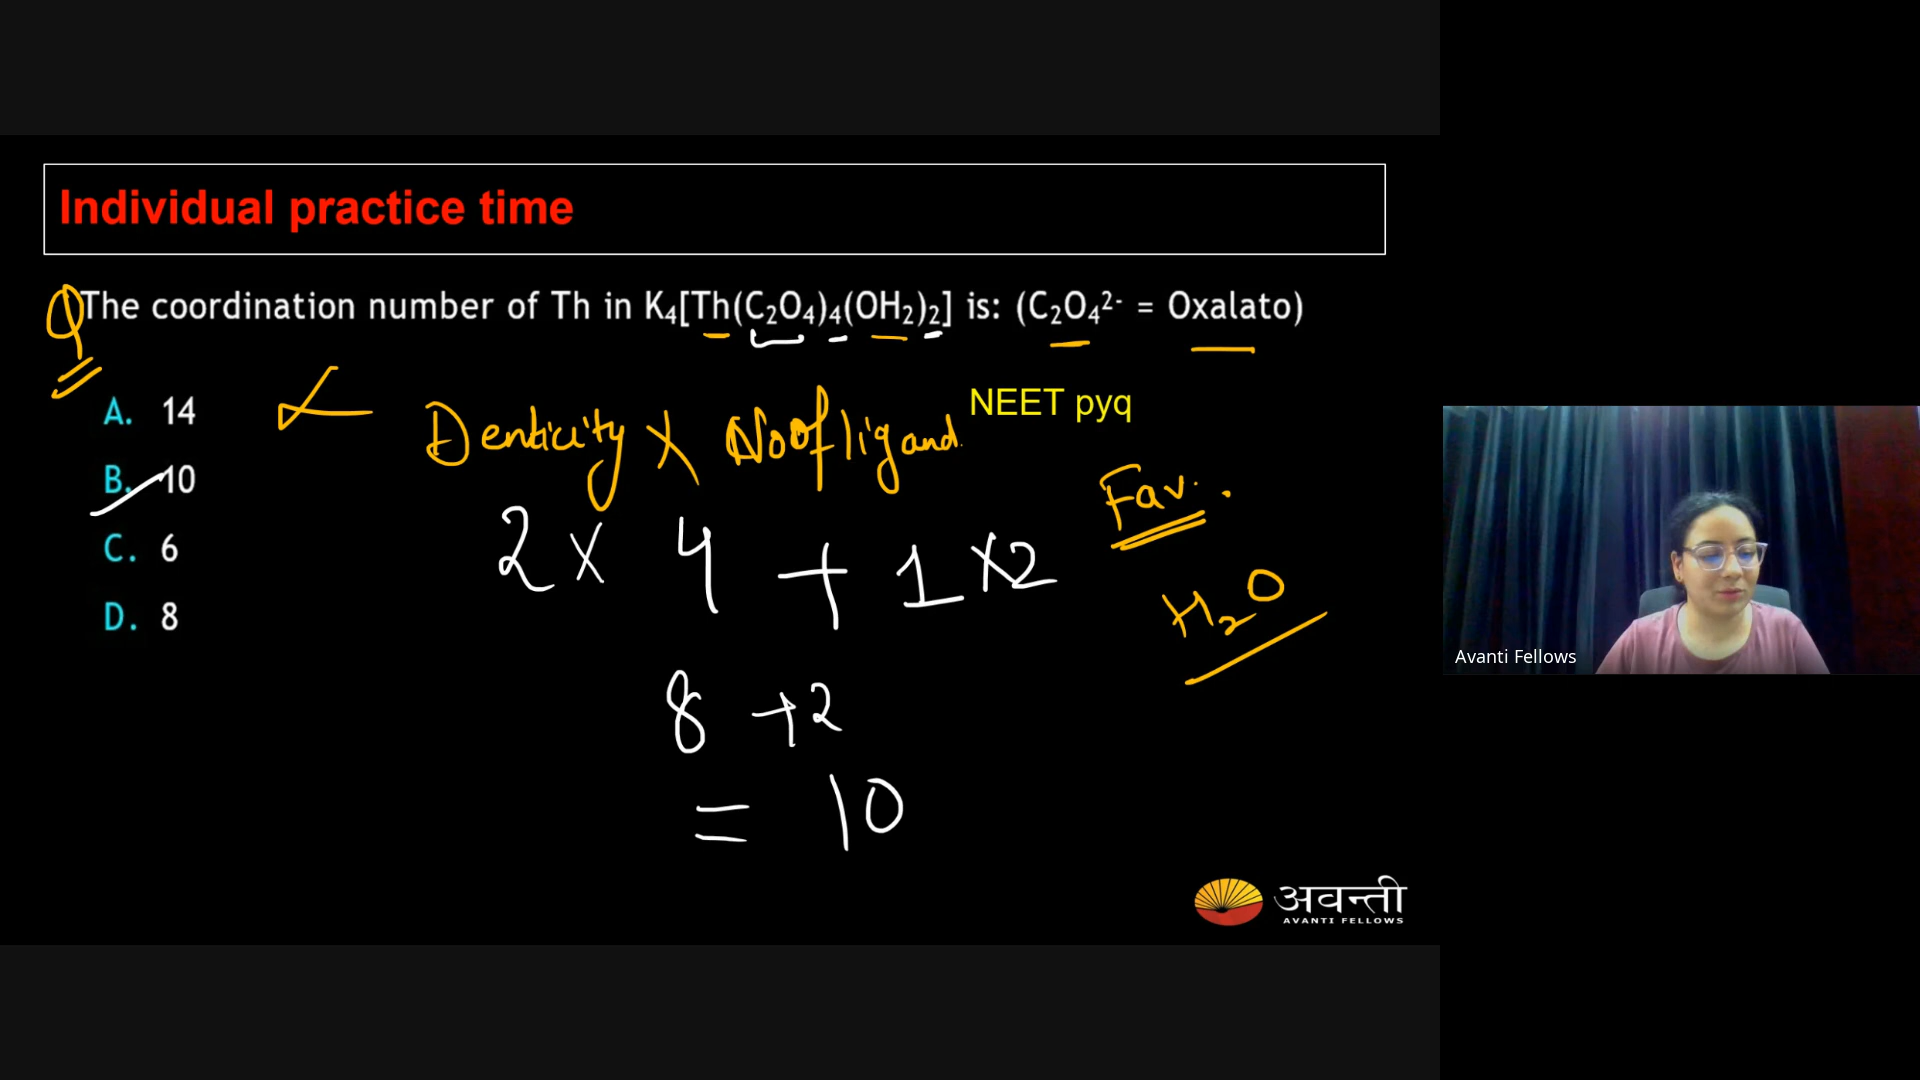 Individual practice time
Q The coordination number of Th in K₄[Th(C₂O₄)₄(OH₂)₂] is: (C₂O₄²⁻ = Oxalato)
A. 14
B. 10
C. 6
D. 8
Denticity X No of ligand.
NEET pyq
Fav.
2 x 4 + 1 x 2
H₂O
8 + 2
= 10
अवन्ती
AVANTI FELLOWS
Avanti Fellows